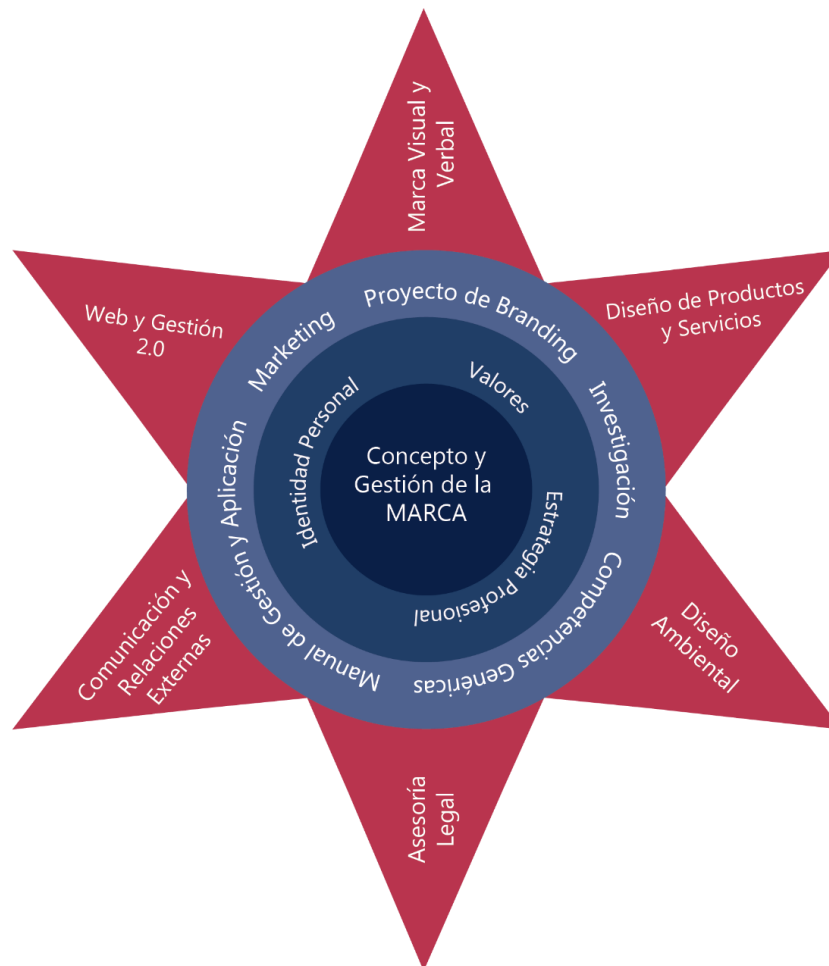 Marca Visual y
Verbal
Diseño de Productos
y Servicios
Diseño
Ambiental
Asesoría
Legal
Comunicación y
Relaciones
Externas
Web y Gestión
2.0
Proyecto de Branding
Investigación
Competencias Genéricas
Manual de Gestión y Aplicación
Marketing
Valores
Estrategia Profesional
Identidad Personal
Concepto y
Gestión de la
MARCA